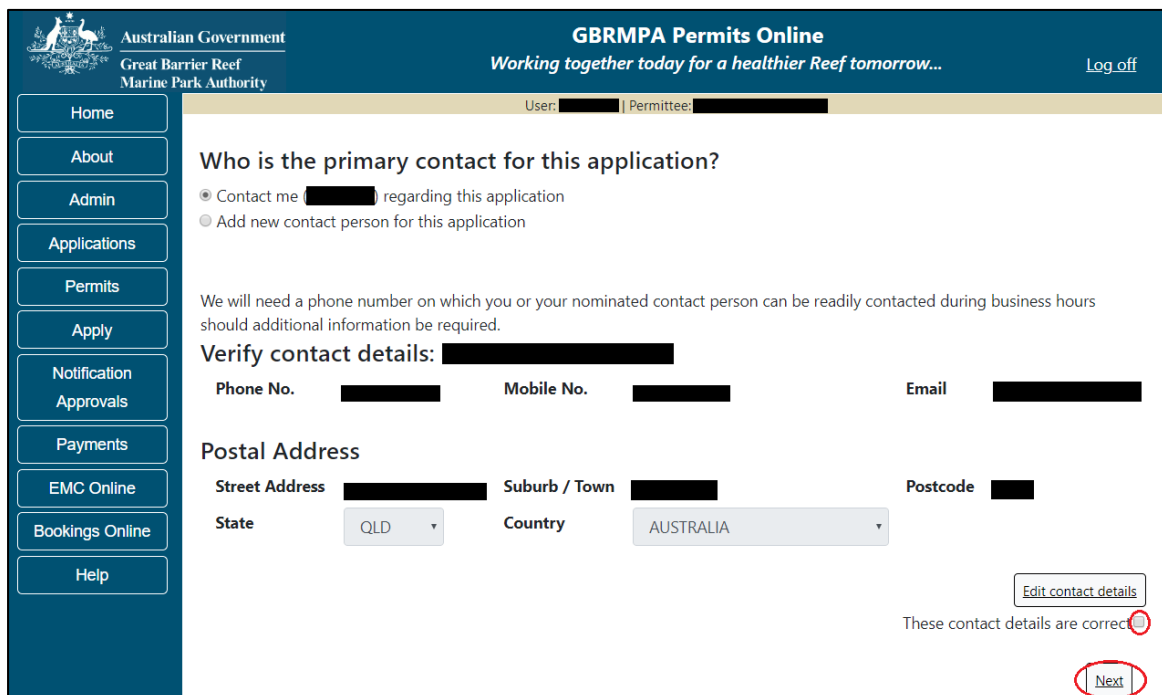 Australian Government
Great Barrier Reef
Marine Park Authority
GBRMPA Permits Online
Working together today for a healthier Reef tomorrow...
Log off
User: | Permittee:
Home
About
Admin
Applications
Permits
Apply
Notification
Approvals
Payments
EMC Online
Bookings Online
Help
Who is the primary contact for this application?
Contact me ( ) regarding this application
Add new contact person for this application
We will need a phone number on which you or your nominated contact person can be readily contacted during business hours
should additional information be required.
Verify contact details:
Phone No. Mobile No. Email
Postal Address
Street Address Suburb / Town Postcode
State QLD Country AUSTRALIA
Edit contact details
These contact details are correct
Next